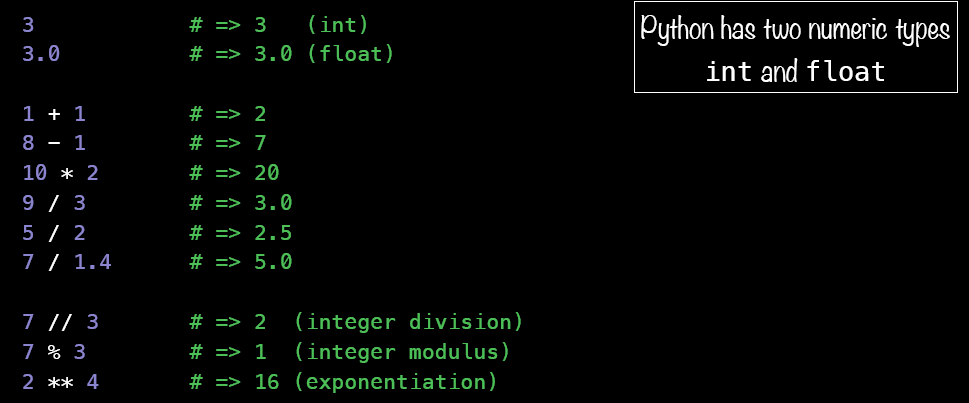 3 # => 3 (int)
3.0 # => 3.0 (float)
1 + 1 # => 2
8 - 1 # => 7
10 * 2 # => 20
9 / 3 # => 3.0
5 / 2 # => 2.5
7 / 1.4 # => 5.0
7 // 3 # => 2 (integer division)
7 % 3 # => 1 (integer modulus)
2 ** 4 # => 16 (exponentiation)
Python has two numeric types
int and float